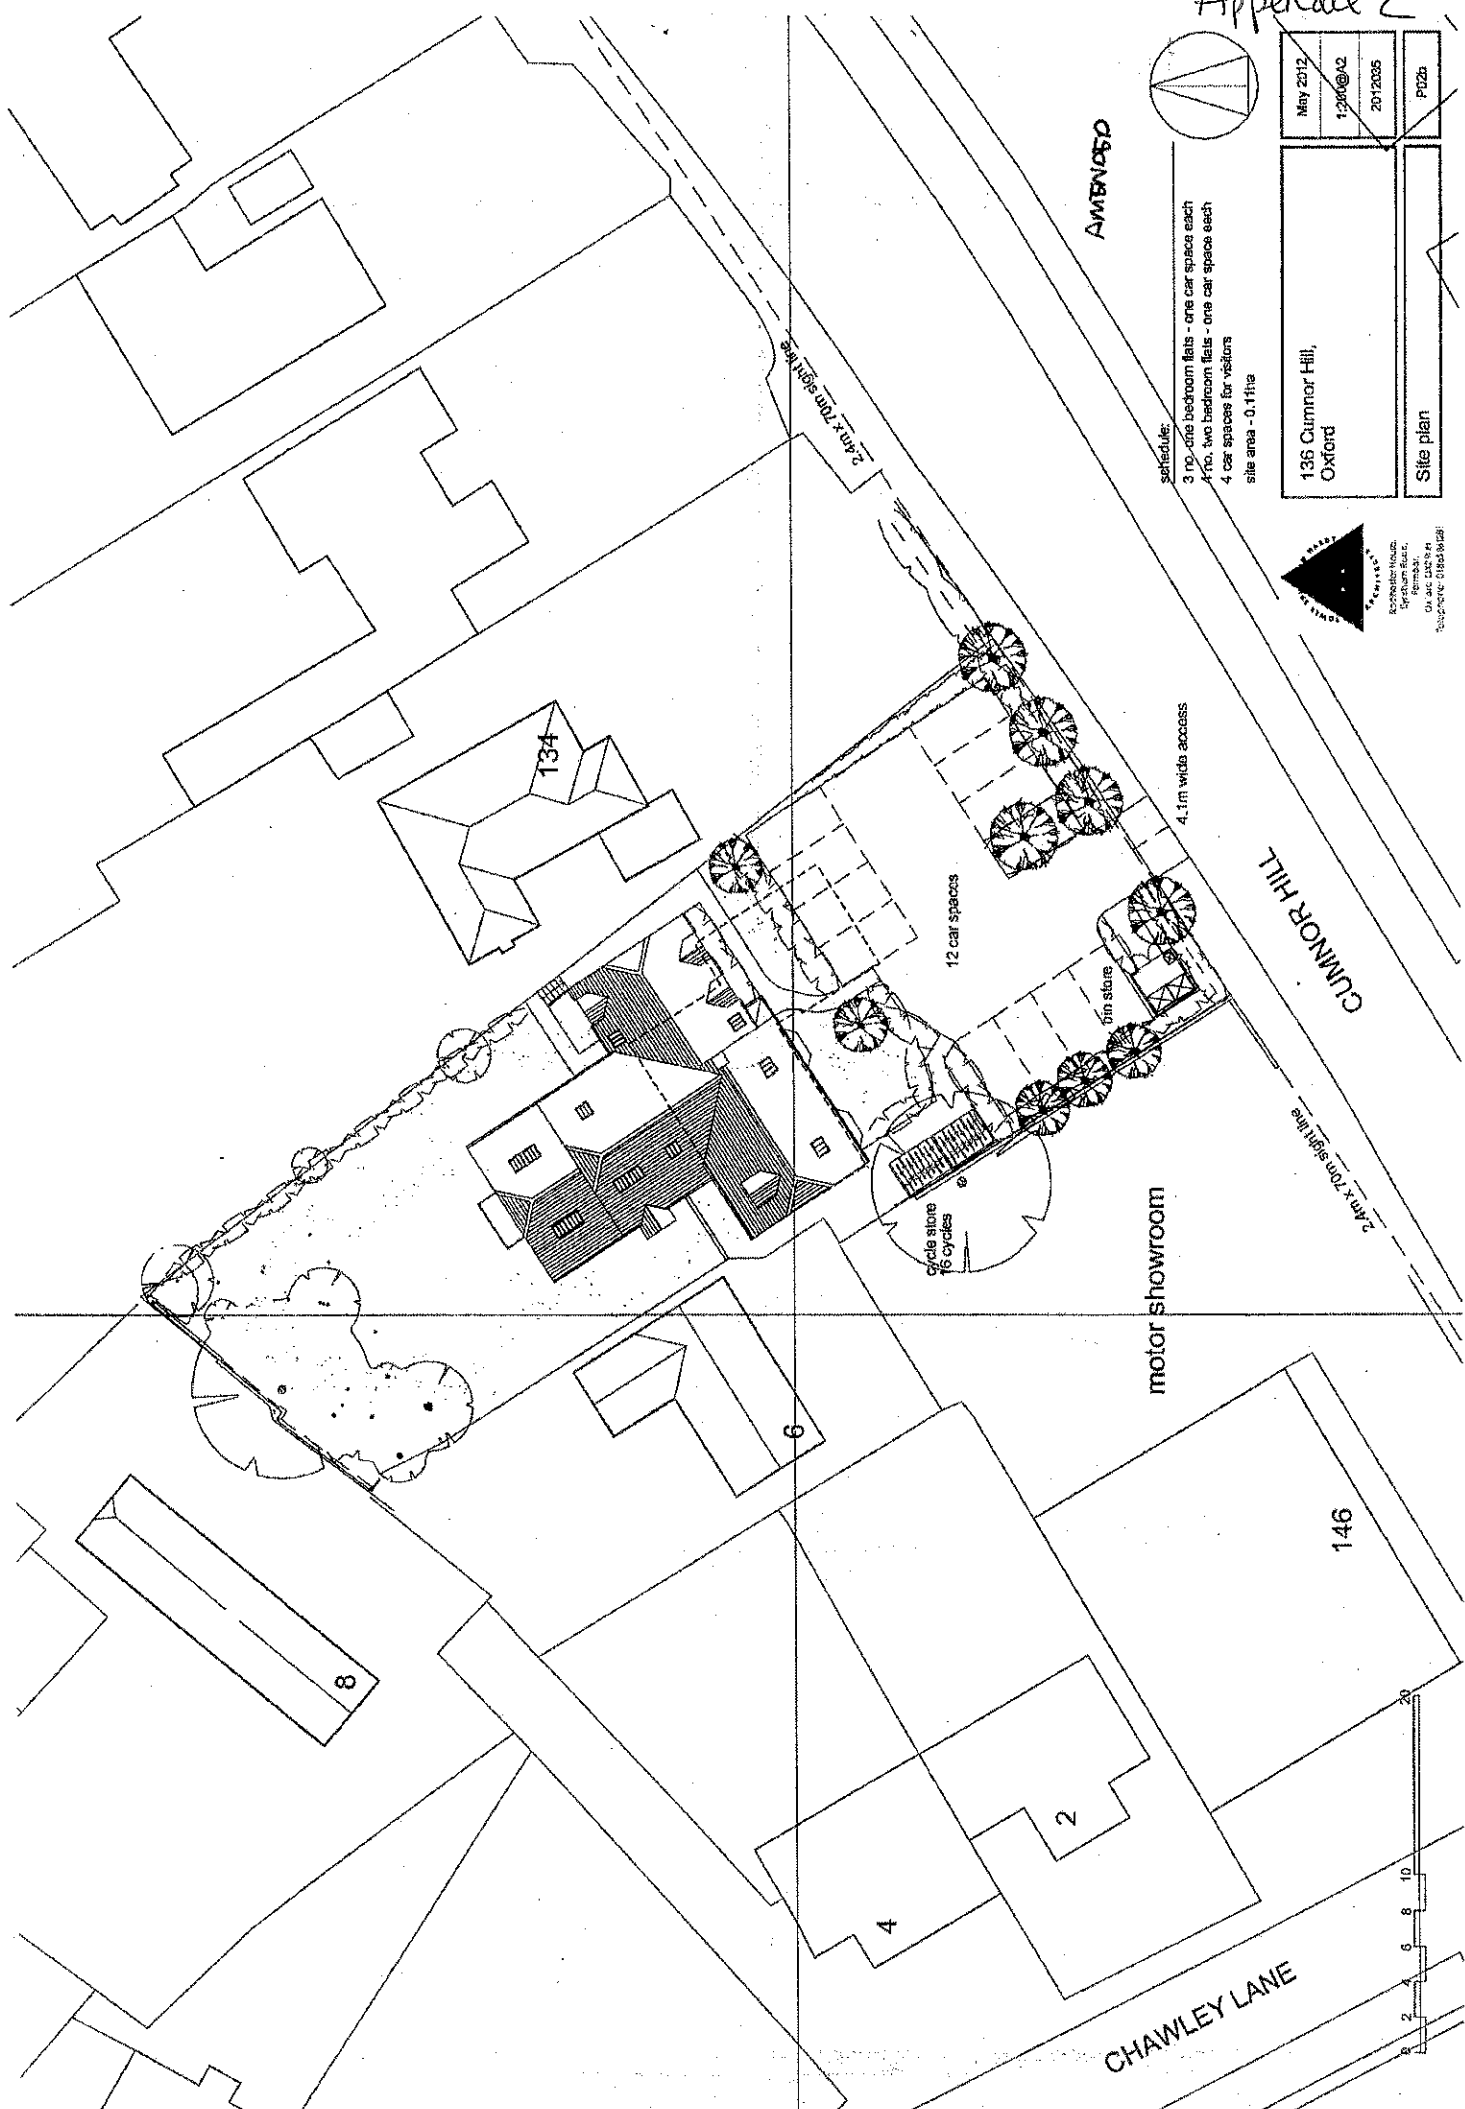 Appendix 2
AMENDED
May 2012
1:200@A2
2012035
P02b
schedule:
3 no. one bedroom flats - one car space each
4 no. two bedroom flats - one car space each
4 car spaces for visitors
site area - 0.11ha
136 Cumnor Hill,
Oxford
Site plan
Telephone:
2.4m x 70m sight line
134
12 car spaces
4.1m wide access
CUMNOR HILL
bin store
cycle store
16 cycles
2.4m x 70m sight line
motor showroom
6
8
146
2
4
CHAWLEY LANE
0 2 4 6 8 10 20